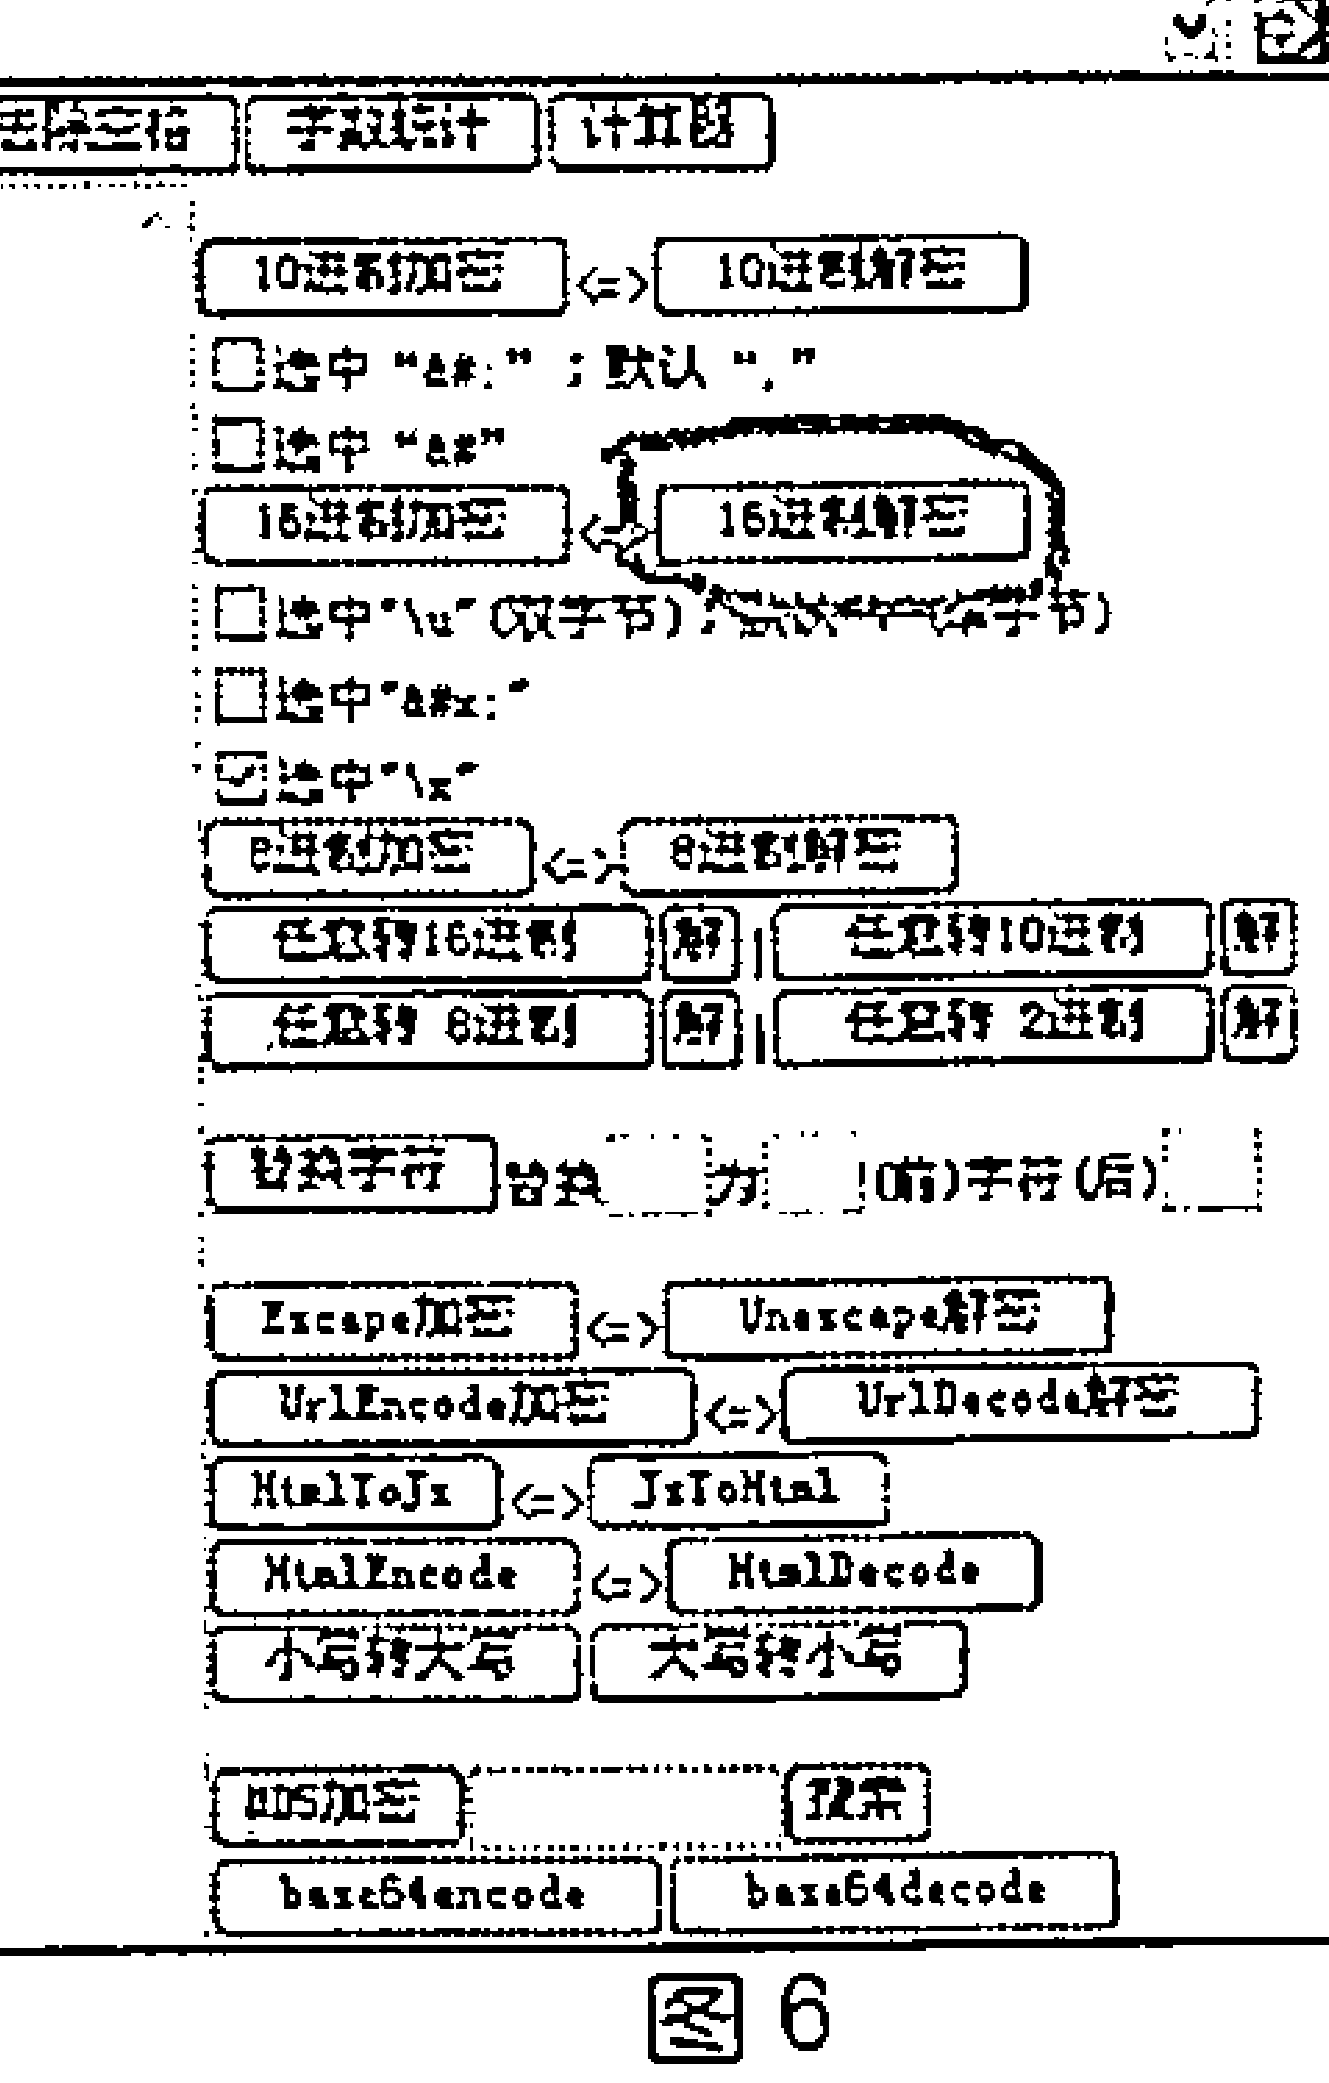 去除空格 字数统计 计算器
10进制加密 <=> 10进制解密
选中 “&#;” ；默认 “,”
选中 “&#”
16进制加密 <=> 16进制解密
选中"\u"(双字节)；默认(单字节)
选中"&#x;"
选中"\x"
8进制加密 <=> 8进制解密
任意转16进制 解 | 任意转10进制 解
任意转 8进制 解 | 任意转 2进制 解
替换字符 替换 为 (前)字符(后)
Escape加密 <=> Unescape解密
UrlEncode加密 <=> UrlDecode解密
HtmlToJs <=> JsToHtml
HtmlEncode <=> HtmlDecode
小写转大写 大写转小写
MD5加密
base64encode base64decode
图 6